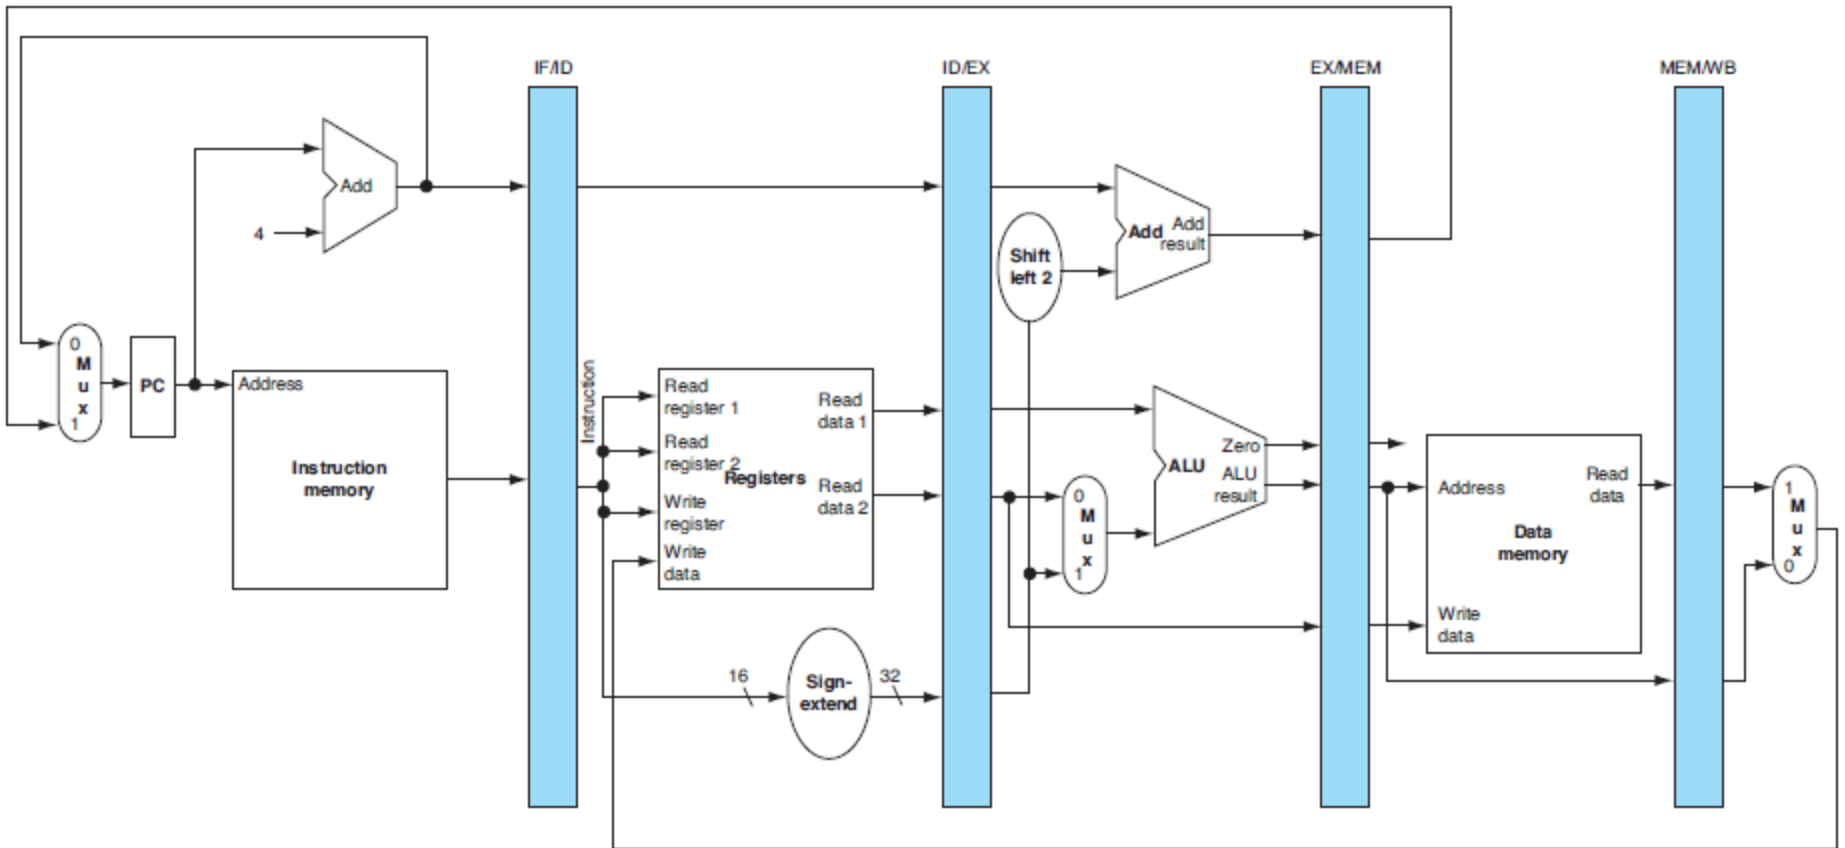 IF/ID
ID/EX
EX/MEM
MEM/WB
Add
4
Add
Add
result
Shift
left 2
0
M
u
x
1
PC
Address
Instruction
memory
Instruction
Read
register 1
Read
register 2
Write
register
Write
data
Registers
Read
data 1
Read
data 2
16
Sign-
extend
32
0
M
u
x
1
ALU
Zero
ALU
result
Address
Read
data
Data
memory
Write
data
1
M
u
x
0